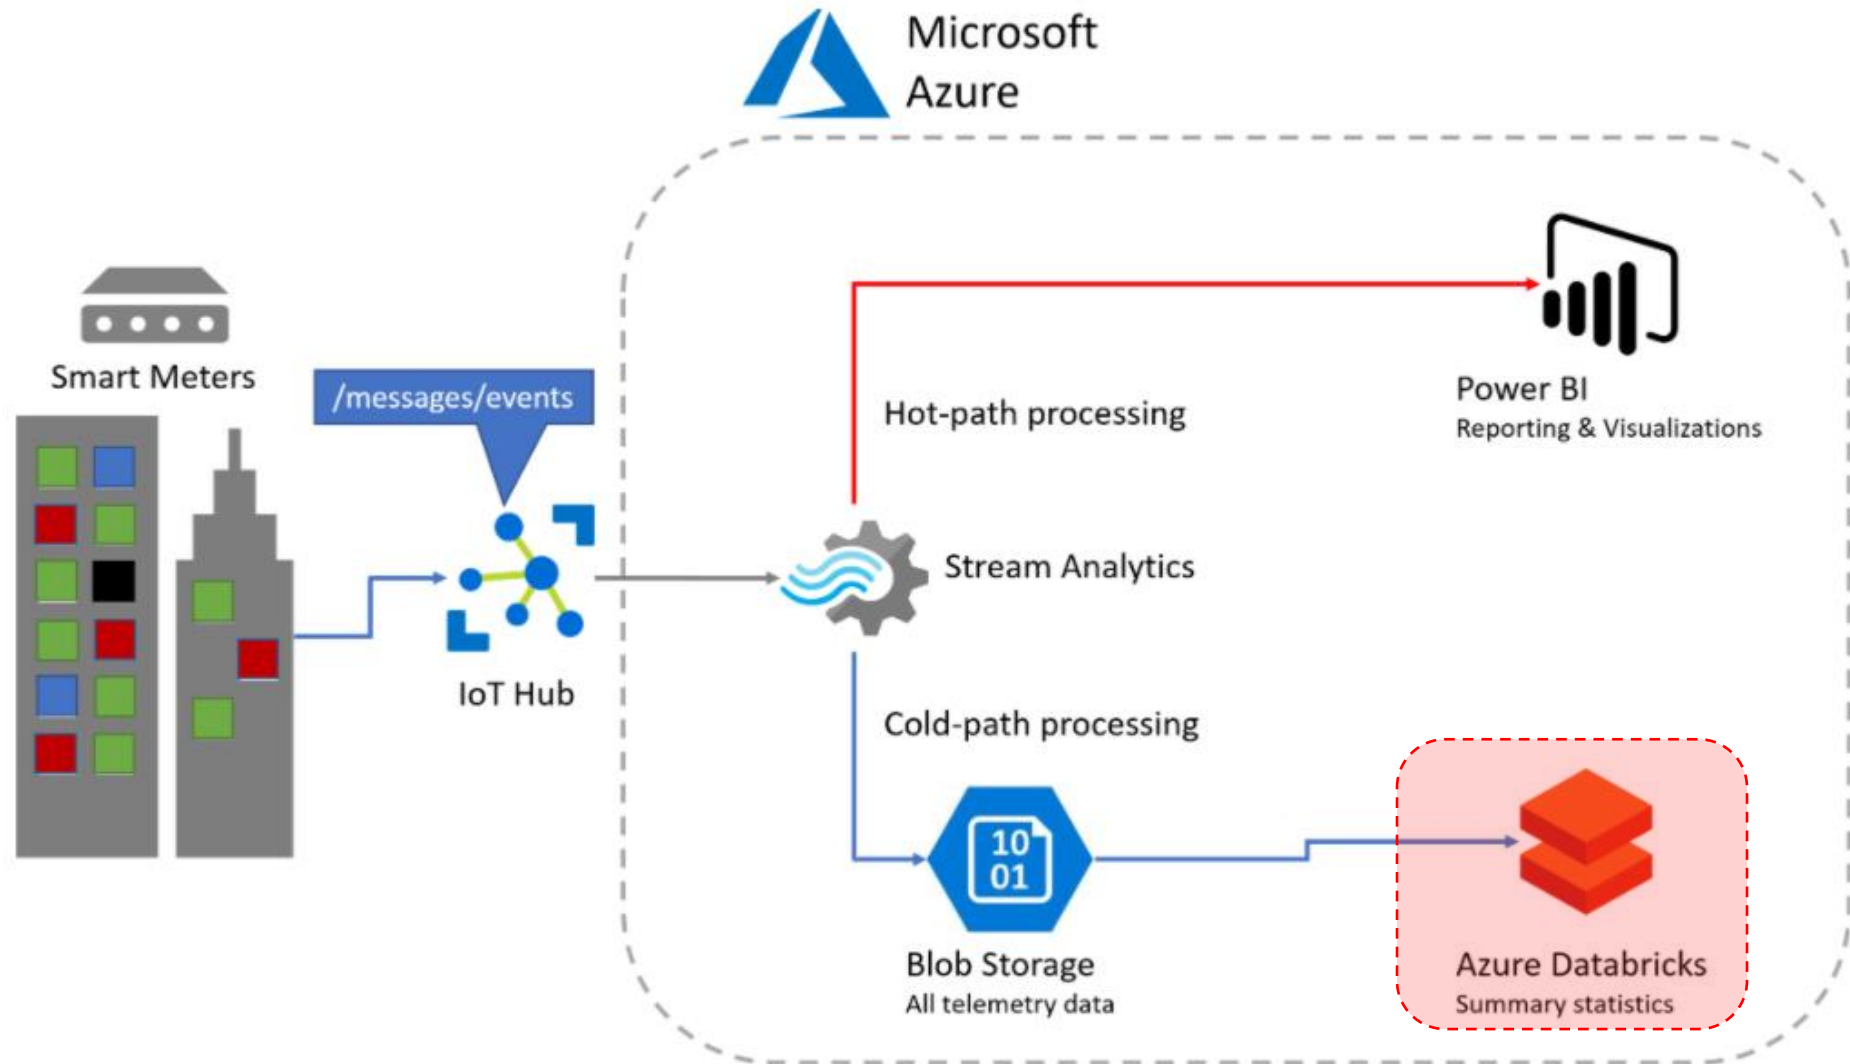 Microsoft
Azure
Smart Meters
/messages/events
IoT Hub
Hot-path processing
Stream Analytics
Cold-path processing
Power BI
Reporting & Visualizations
10
01
Blob Storage
All telemetry data
Azure Databricks
Summary statistics